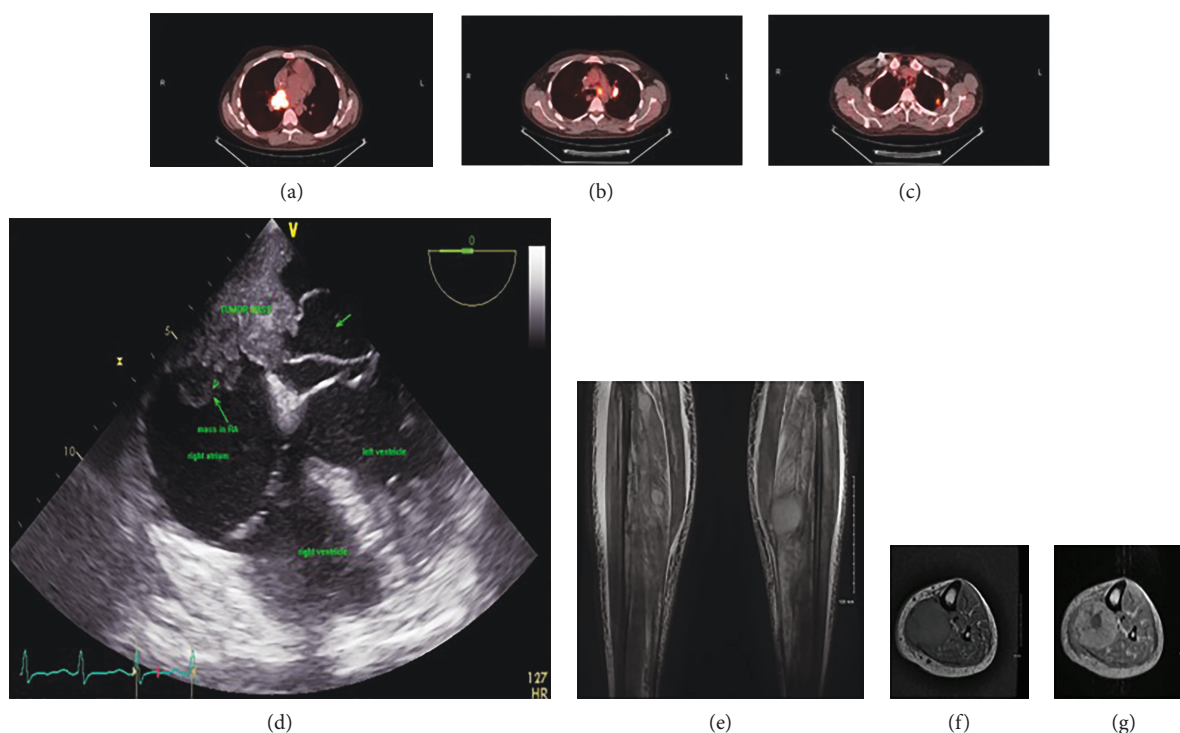 R
L
R
L
R
L
(a)
(b)
(c)
V
0
5
10
TUMOR MASS
mass in RA
right atrium
left ventricle
right ventricle
127
HR
(d)
(e)
(f)
(g)